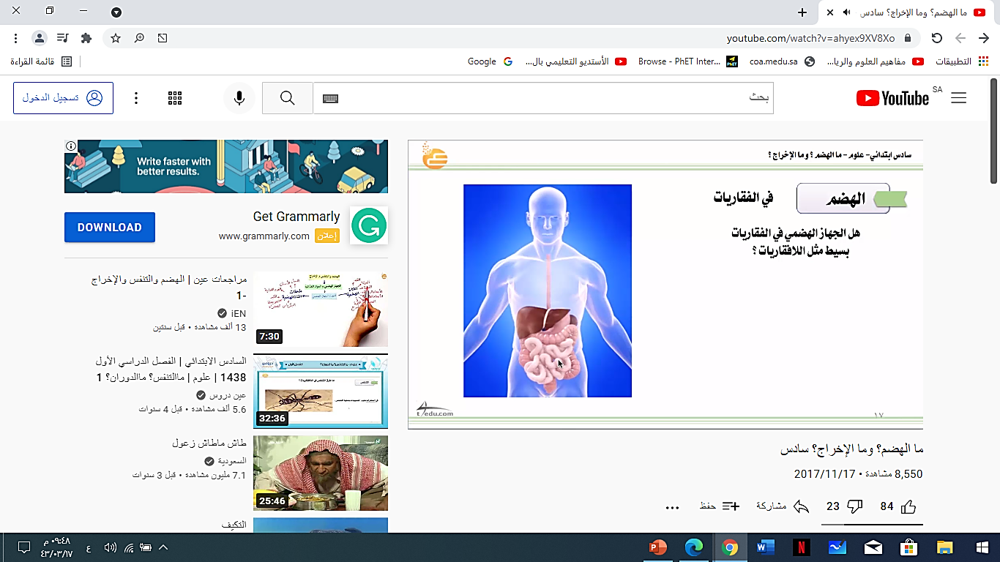 ما الهضم؟ وما الإخراج؟ سادس
youtube.com/watch?v=ahyex9XV8Xo
التطبيقات
مفاهيم العلوم والريا...
coa.medu.sa
Browse - PhET Inter...
الأستديو التعليمي بال...
Google
قائمة القراءة
YouTube SA
بحث
تسجيل الدخول
سادس ابتدائي - علوم - ما الهضم ؟ وما الإخراج ؟
الهضم
في الفقاريات
هل الجهاز الهضمي في الفقاريات
بسيط مثل اللافقاريات ؟
t4edu.com
١٧
ما الهضم؟ وما الإخراج؟ سادس
8,550 مشاهدة • 2017/11/17
84
23
مشاركة
حفظ
Write faster with
better results.
Get Grammarly
إعلان www.grammarly.com
DOWNLOAD
مراجعات عين | الهضم والتنفس والإخراج
-1
iEN
13 ألف مشاهدة • قبل سنتين
7:30
السادس الابتدائي | الفصل الدراسي الأول
1438 | علوم | ماالتنفس؟ ماالدوران؟ 1
عين دروس
5.6 ألف مشاهدة • قبل 4 سنوات
32:36
طاش ماطاش زعول
السعودية
7.1 مليون مشاهدة • قبل 3 سنوات
25:46
التكيف
ع
٠٩:٤٨ م
٤٣/٠٣/١٧